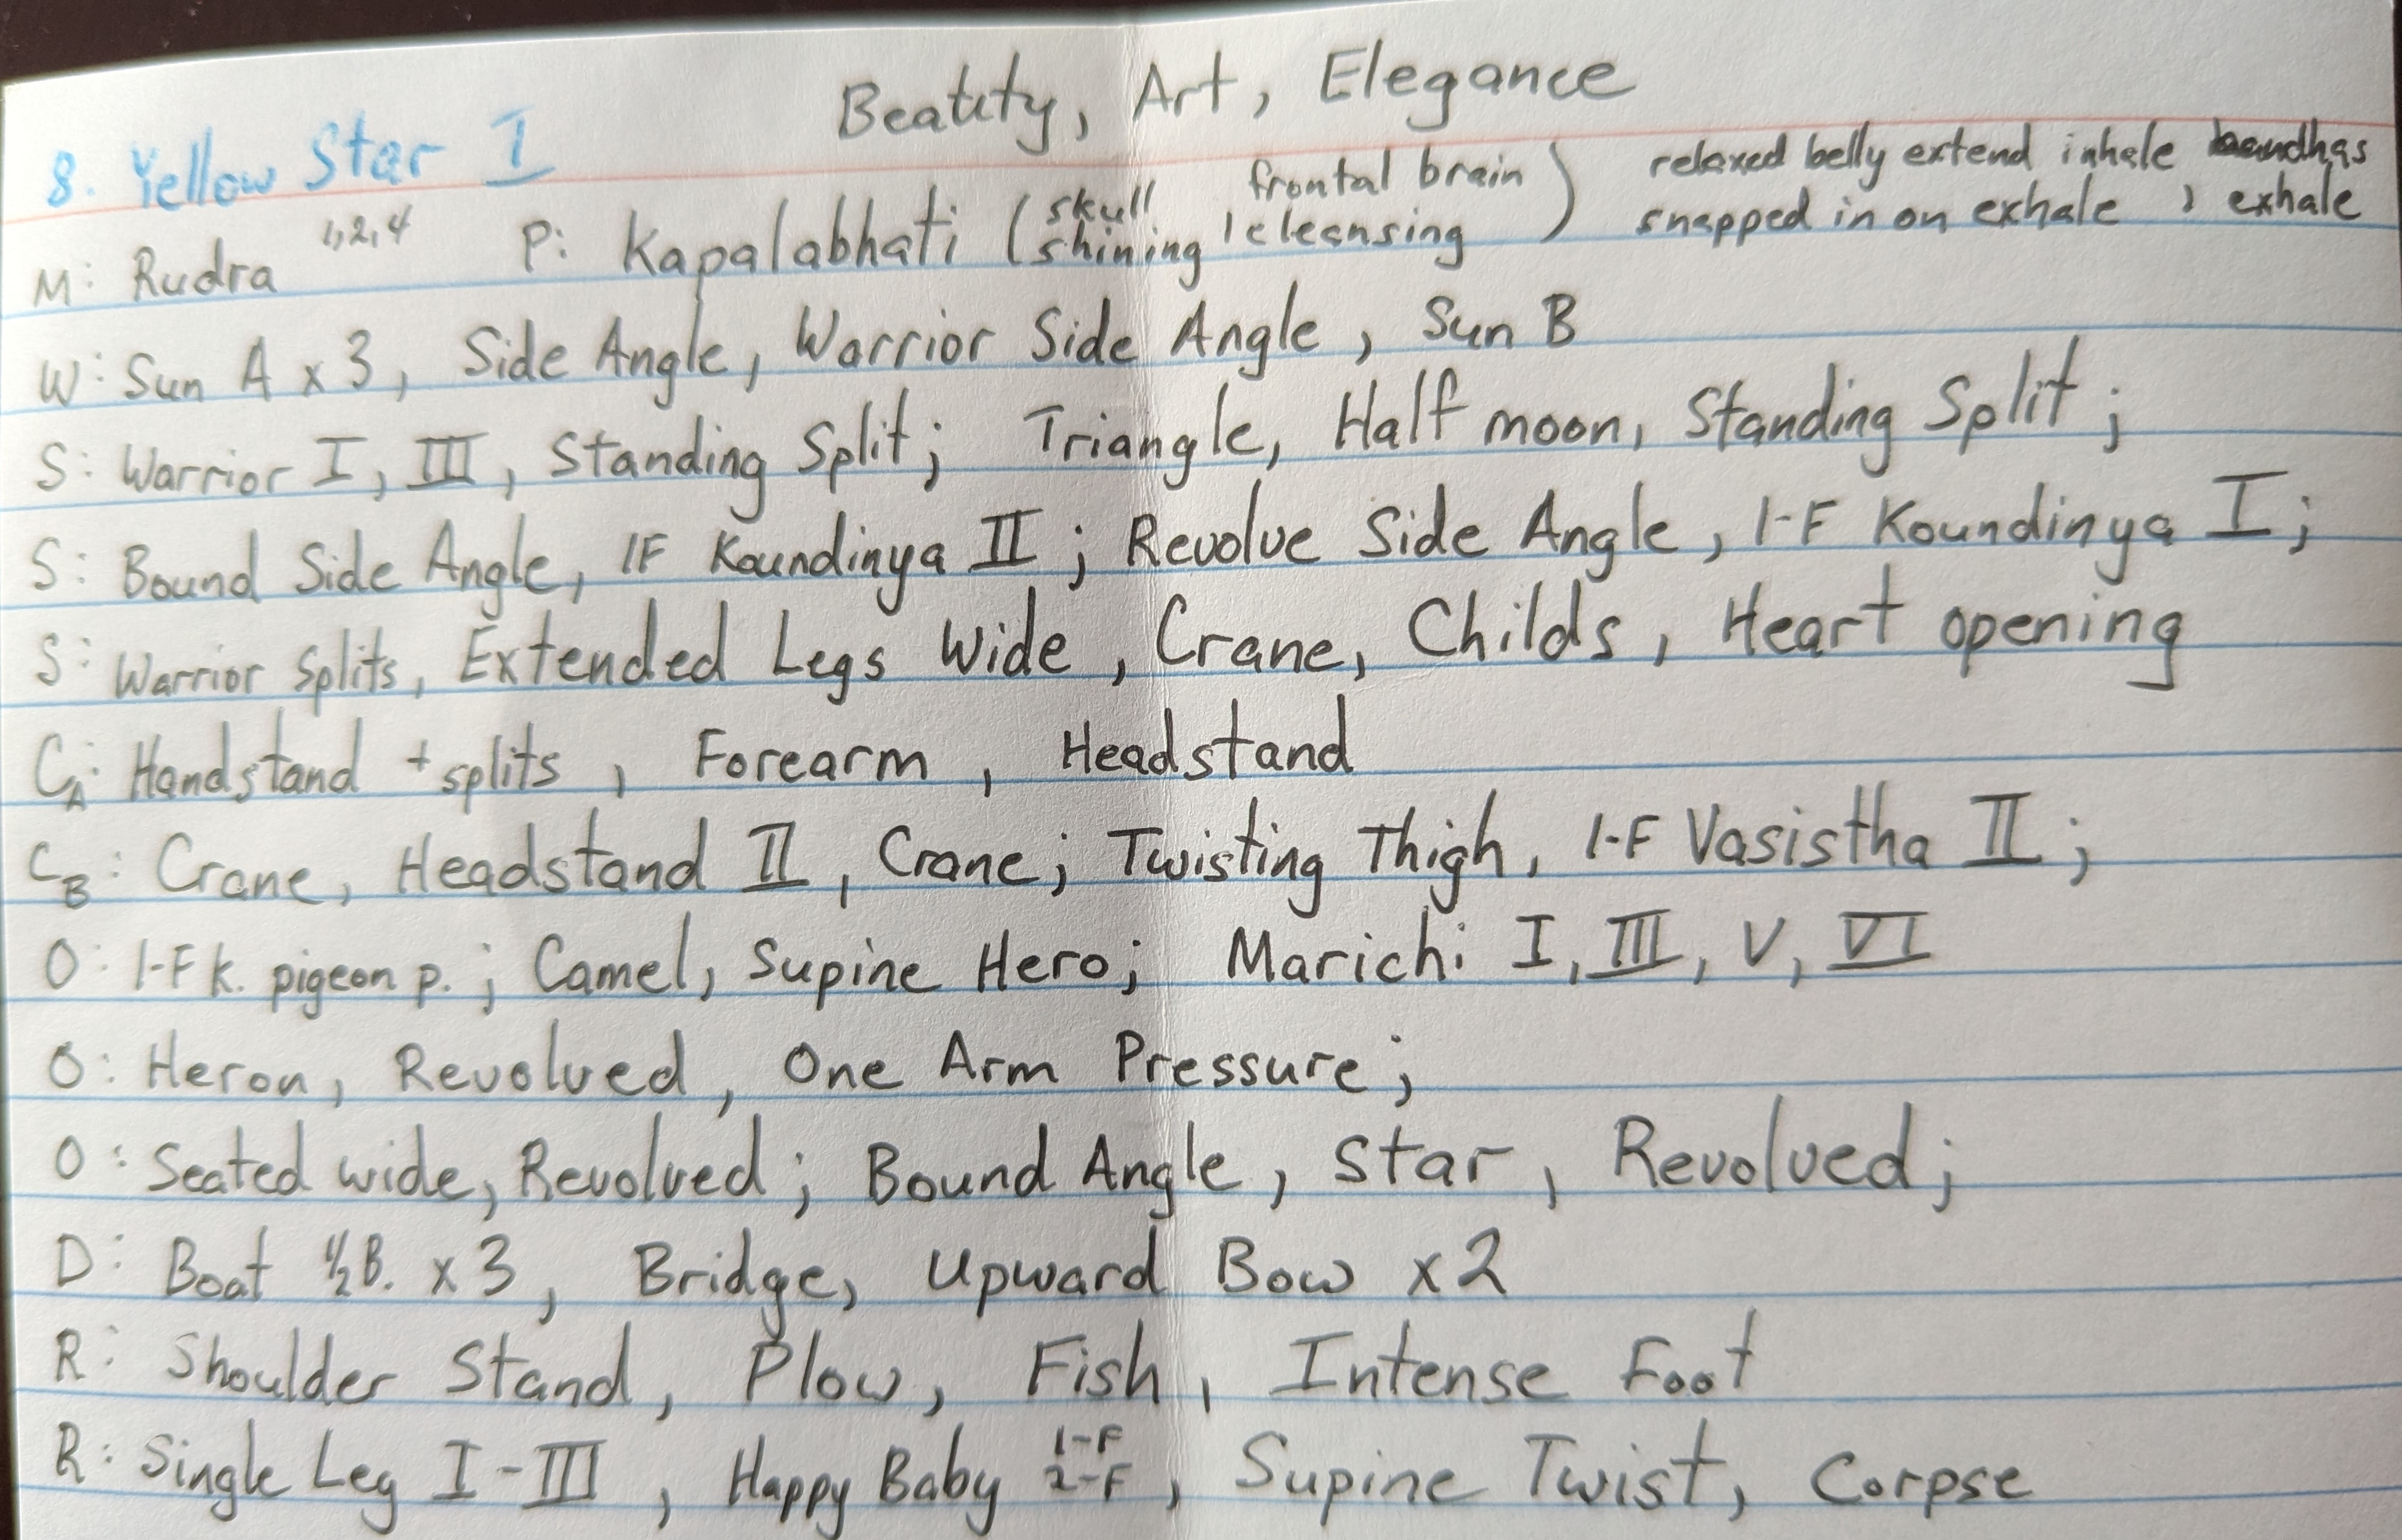 Beauty, Art, Elegance
8. Yellow Star I
M: Rudra 1,2,4 P: Kapalabhati (skull shining, frontal brain cleansing) relaxed belly extend inhale bandhas
snapped in on exhale, exhale
W: Sun A x 3, Side Angle, Warrior Side Angle, Sun B
S: Warrior I, III, Standing Split; Triangle, Half moon, Standing Split;
S: Bound Side Angle, 1F Koundinya II; Revolve Side Angle, 1-F Koundinya I;
S: Warrior Splits, Extended Legs Wide, Crane, Childs, Heart opening
CA: Handstand + splits, Forearm, Headstand
CB: Crane, Headstand II, Crane; Twisting Thigh, 1-F Vasistha II;
O: 1-F k. pigeon p.; Camel, Supine Hero; Marichi I, III, V, VI
O: Heron, Revolved, One Arm Pressure;
O: Seated wide, Revolved; Bound Angle, Star, Revolved;
D: Boat 1/2 B. x 3, Bridge, Upward Bow x2
R: Shoulder Stand, Plow, Fish, Intense Foot
R: Single Leg I-III, Happy Baby 1-F 2-F, Supine Twist, Corpse